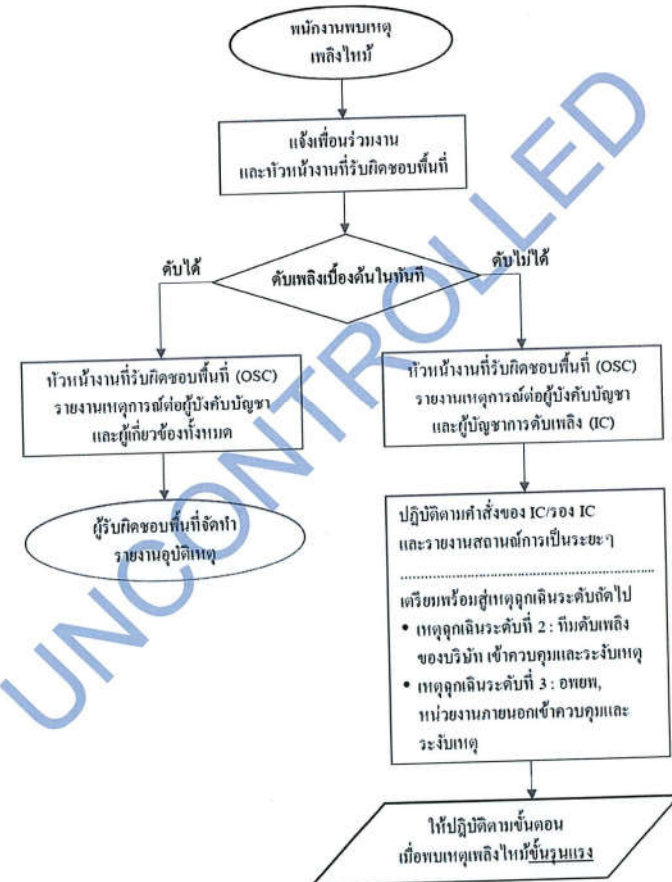 พนักงานพบเหตุ
เพลิงไหม้
แจ้งเพื่อนร่วมงาน
และหัวหน้างานที่รับผิดชอบพื้นที่
ดับได้
ดับเพลิงเบื้องต้นในทันที
ดับไม่ได้
หัวหน้างานที่รับผิดชอบพื้นที่ (OSC)
รายงานเหตุการณ์ต่อผู้บังคับบัญชา
และผู้เกี่ยวข้องทั้งหมด
หัวหน้างานที่รับผิดชอบพื้นที่ (OSC)
รายงานเหตุการณ์ต่อผู้บังคับบัญชา
และผู้บัญชาการดับเพลิง (IC)
ผู้รับผิดชอบพื้นที่จัดทำ
รายงานอุบัติเหตุ
ปฏิบัติตามคำสั่งของ IC/รอง IC
และรายงานสถานณ์การเป็นระยะๆ
เตรียมพร้อมสู่เหตุฉุกเฉินระดับถัดไป
• เหตุฉุกเฉินระดับที่ 2 : ทีมดับเพลิง
ของบริษัท เข้าควบคุมและระงับเหตุ
• เหตุฉุกเฉินระดับที่ 3 : อพยพ,
หน่วยงานภายนอกเข้าควบคุมและ
ระงับเหตุ
ให้ปฏิบัติตามขั้นตอน
เมื่อพบเหตุเพลิงไหม้ขั้นรุนแรง
UNCONTROLLED